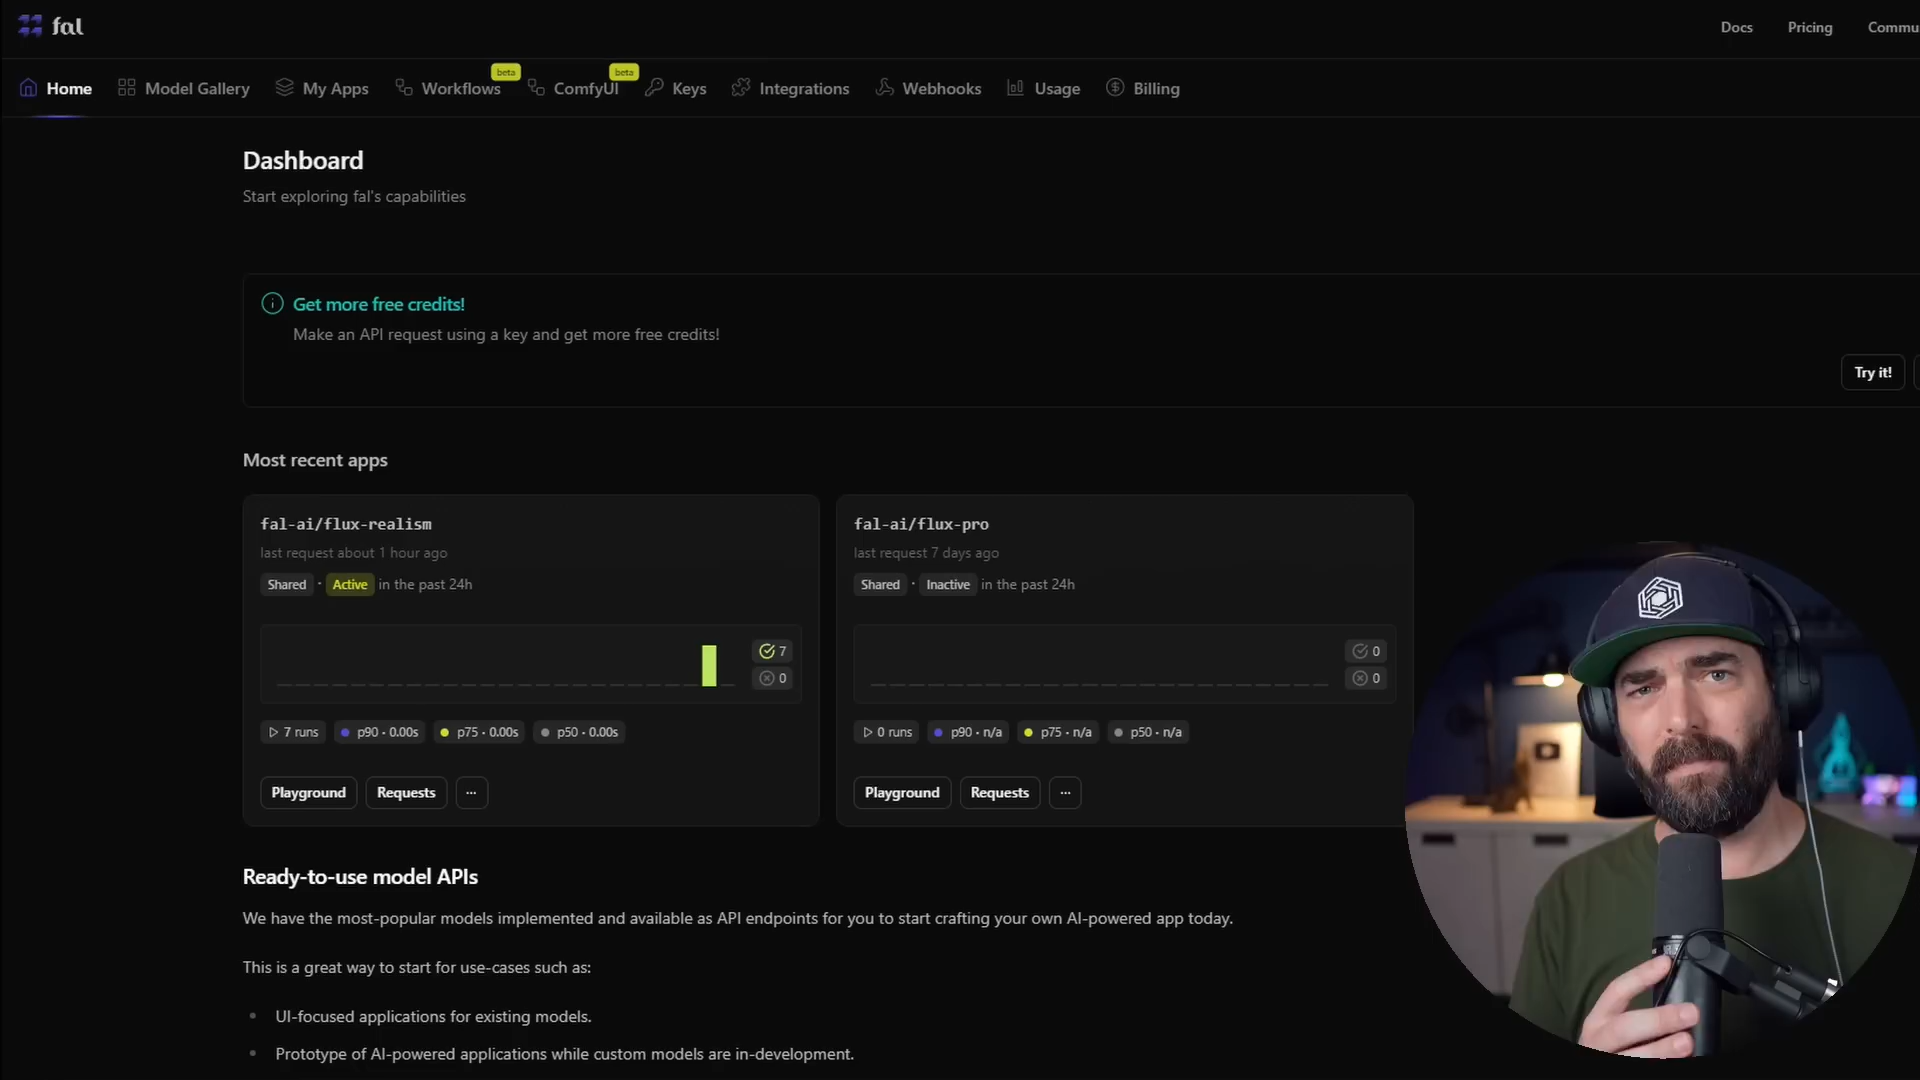 fal
Docs
Pricing
Commu
Home
Model Gallery
My Apps
Workflows
beta
ComfyUI
beta
Keys
Integrations
Webhooks
Usage
Billing
Dashboard
Start exploring fal's capabilities
Get more free credits!
Make an API request using a key and get more free credits!
Try it!
Most recent apps
fal-ai/flux-realism
last request about 1 hour ago
Shared · Active in the past 24h
7
0
7 runs
p90 • 0.00s
p75 • 0.00s
p50 • 0.00s
Playground
Requests
...
fal-ai/flux-pro
last request 7 days ago
Shared · Inactive in the past 24h
0
0
0 runs
p90 • n/a
p75 • n/a
p50 • n/a
Playground
Requests
...
Ready-to-use model APIs
We have the most-popular models implemented and available as API endpoints for you to start crafting your own AI-powered app today.
This is a great way to start for use-cases such as:
• UI-focused applications for existing models.
• Prototype of AI-powered applications while custom models are in-development.